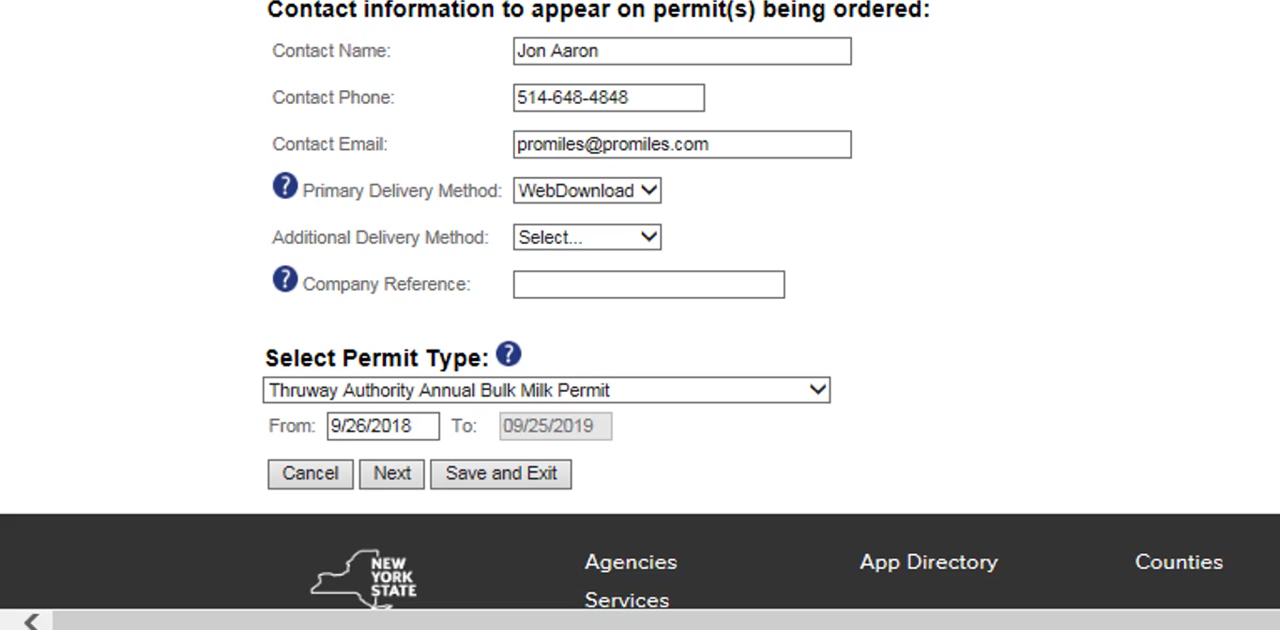 Contact information to appear on permit(s) being ordered:
Contact Name: Jon Aaron
Contact Phone: 514-648-4848
Contact Email: promiles@promiles.com
? Primary Delivery Method: WebDownload
Additional Delivery Method: Select...
? Company Reference:
Select Permit Type: ?
Thruway Authority Annual Bulk Milk Permit
From: 9/26/2018 To: 09/25/2019
Cancel Next Save and Exit
NEW
YORK
STATE
Agencies App Directory Counties
Services